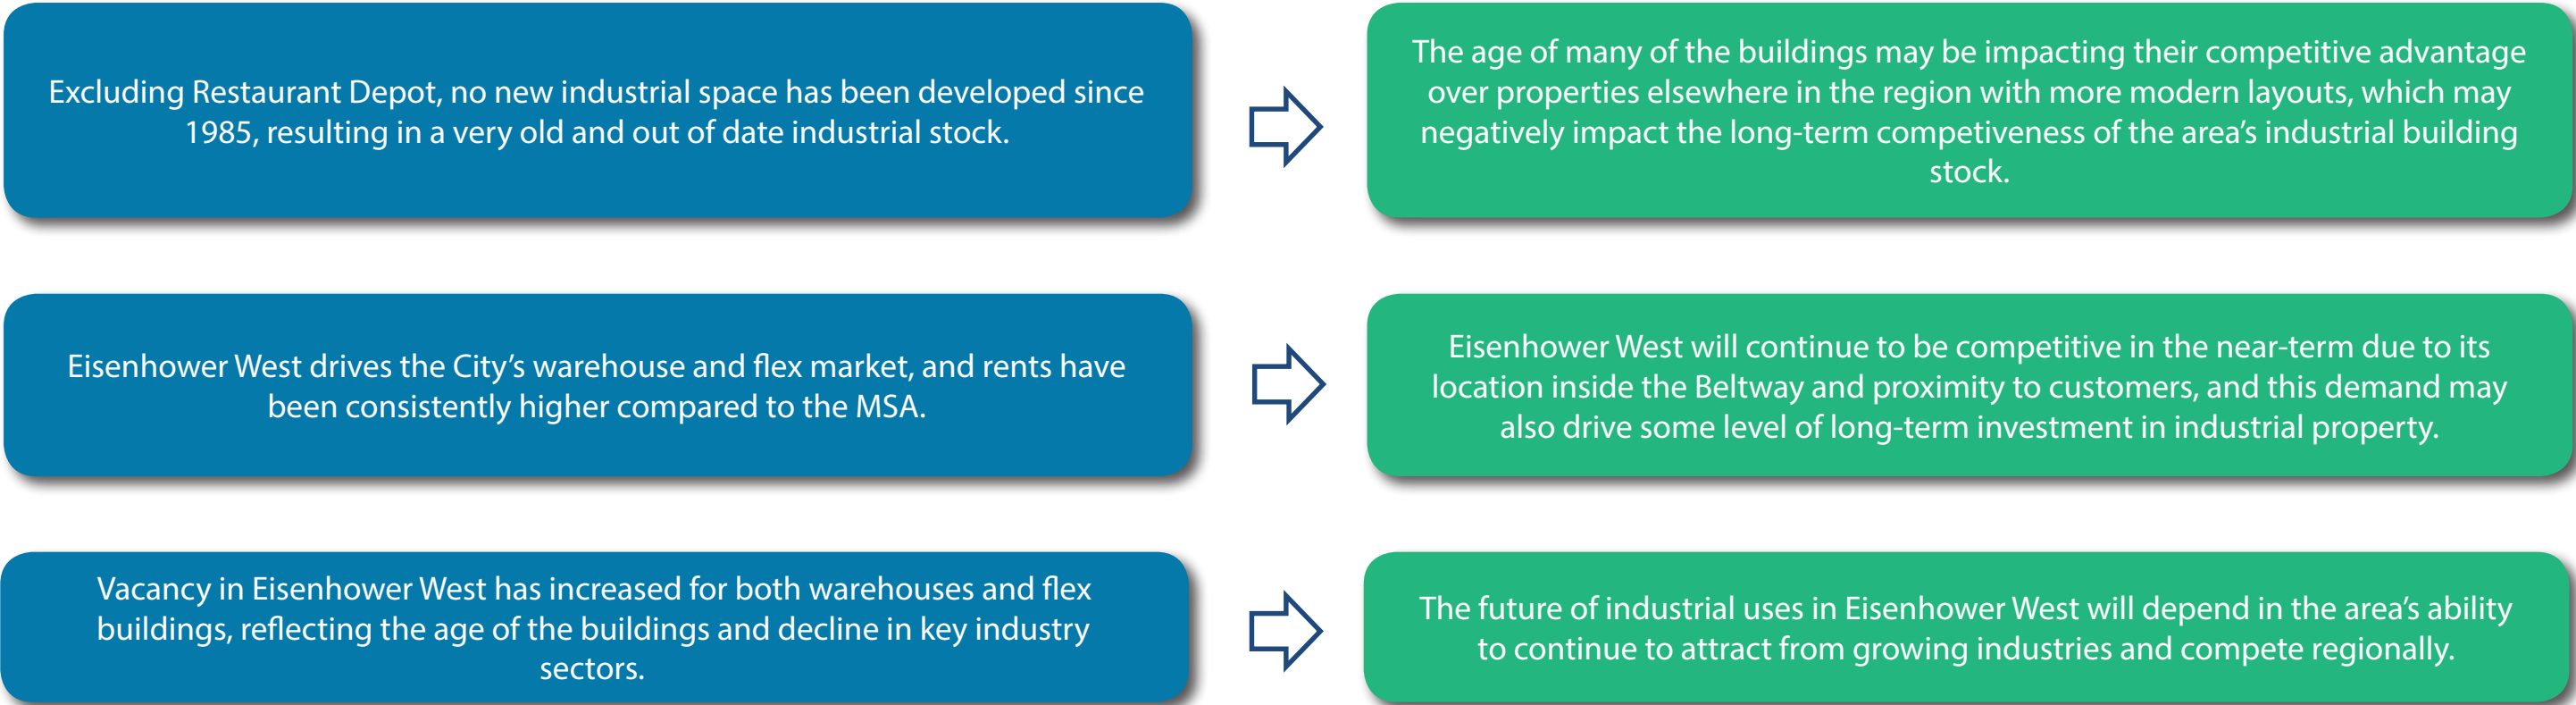 Excluding Restaurant Depot, no new industrial space has been developed since
1985, resulting in a very old and out of date industrial stock.
The age of many of the buildings may be impacting their competitive advantage
over properties elsewhere in the region with more modern layouts, which may
negatively impact the long-term competiveness of the area’s industrial building
stock.
Eisenhower West drives the City’s warehouse and flex market, and rents have
been consistently higher compared to the MSA.
Eisenhower West will continue to be competitive in the near-term due to its
location inside the Beltway and proximity to customers, and this demand may
also drive some level of long-term investment in industrial property.
Vacancy in Eisenhower West has increased for both warehouses and flex
buildings, reflecting the age of the buildings and decline in key industry
sectors.
The future of industrial uses in Eisenhower West will depend in the area’s ability
to continue to attract from growing industries and compete regionally.